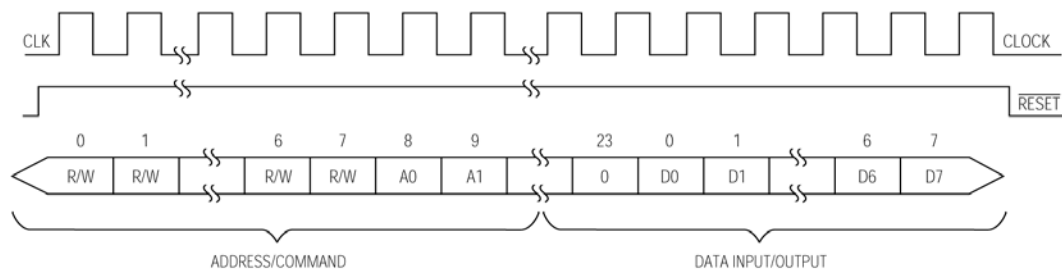 CLK CLOCK
RESET
0 1 6 7 8 9 23 0 1 6 7
R/W R/W R/W R/W A0 A1 0 D0 D1 D6 D7
ADDRESS/COMMAND DATA INPUT/OUTPUT